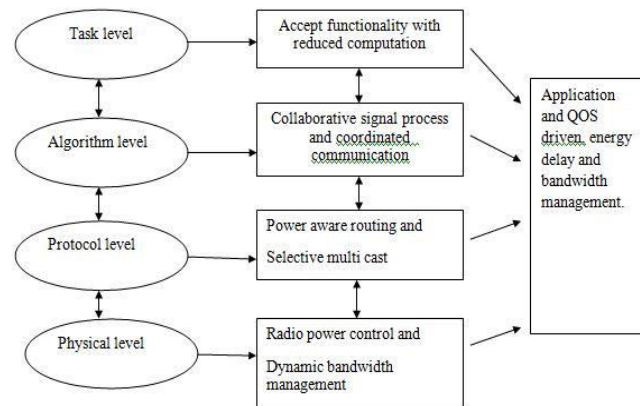 Task level
Accept functionality with
reduced computation
Application
and QOS
driven, energy
delay and
bandwidth
management.
Algorithm level
Collaborative signal process
and coordinated
communication
Protocol level
Power aware routing and
Selective multi cast
Physical level
Radio power control and
Dynamic bandwidth
management